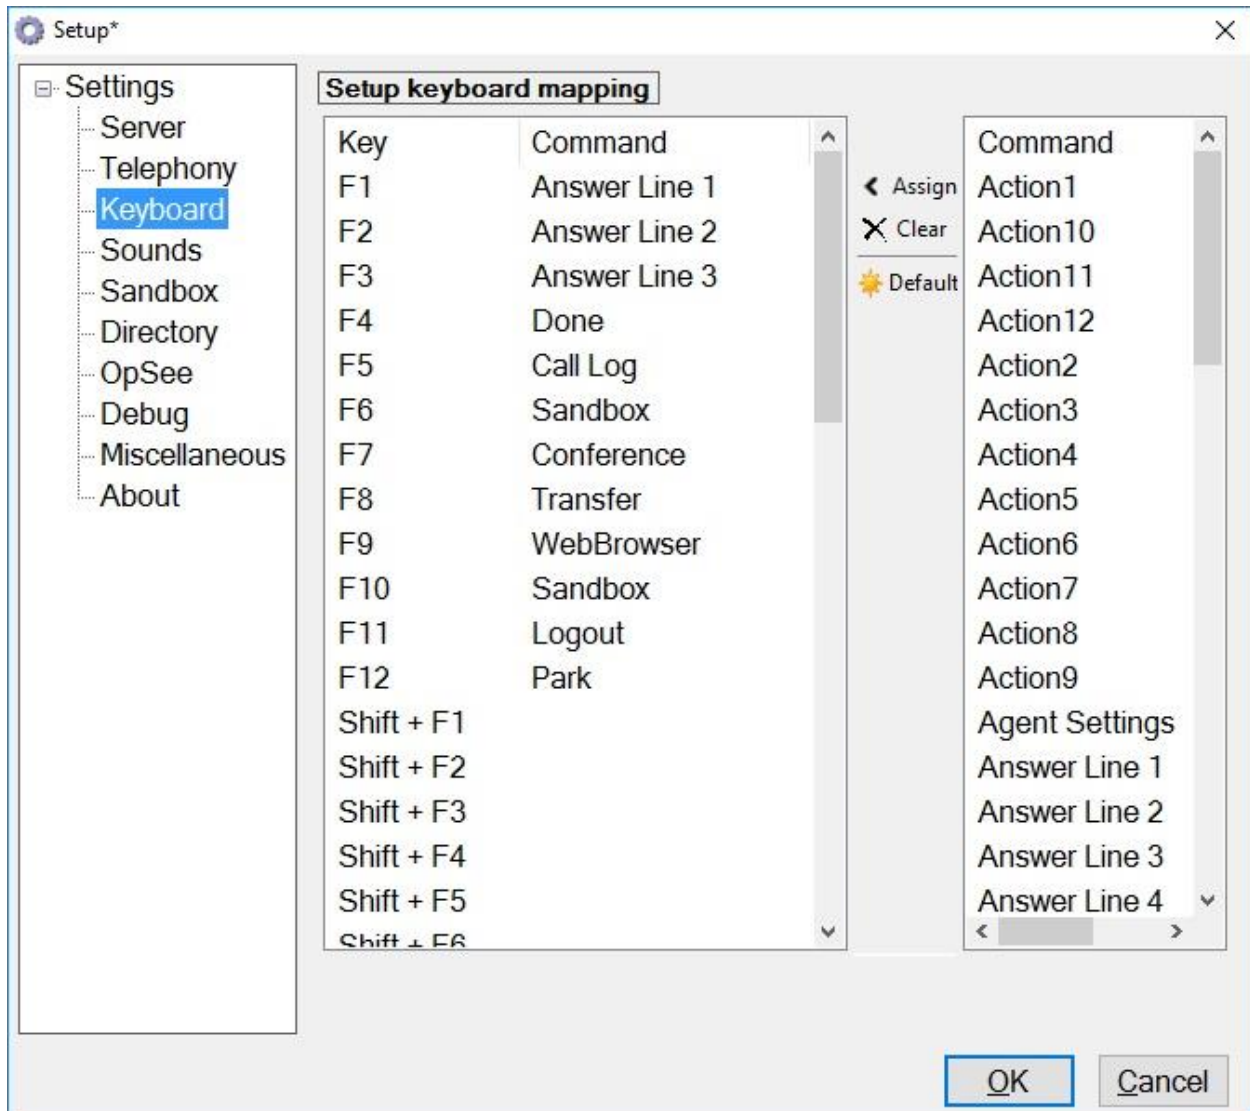 Setup*
Settings
Server
Telephony
Keyboard
Sounds
Sandbox
Directory
OpSee
Debug
Miscellaneous
About
Setup keyboard mapping
Key Command
F1 Answer Line 1
F2 Answer Line 2
F3 Answer Line 3
F4 Done
F5 Call Log
F6 Sandbox
F7 Conference
F8 Transfer
F9 WebBrowser
F10 Sandbox
F11 Logout
F12 Park
Shift + F1
Shift + F2
Shift + F3
Shift + F4
Shift + F5
Shift + F6
Assign
Clear
Default
Command
Action1
Action10
Action11
Action12
Action2
Action3
Action4
Action5
Action6
Action7
Action8
Action9
Agent Settings
Answer Line 1
Answer Line 2
Answer Line 3
Answer Line 4
OK
Cancel